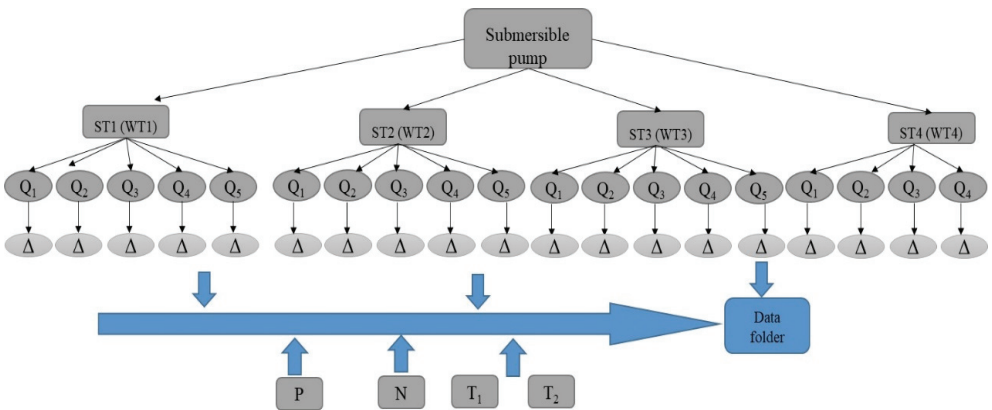 Submersible
pump
ST1 (WT1)
ST2 (WT2)
ST3 (WT3)
ST4 (WT4)
Q₁ Q₂ Q₃ Q₄ Q₅ Q₁ Q₂ Q₃ Q₄ Q₅ Q₁ Q₂ Q₃ Q₄ Q₅ Q₁ Q₂ Q₃ Q₄
Δ Δ Δ Δ Δ Δ Δ Δ Δ Δ Δ Δ Δ Δ Δ Δ Δ Δ Δ
Data
folder
P N T₁ T₂